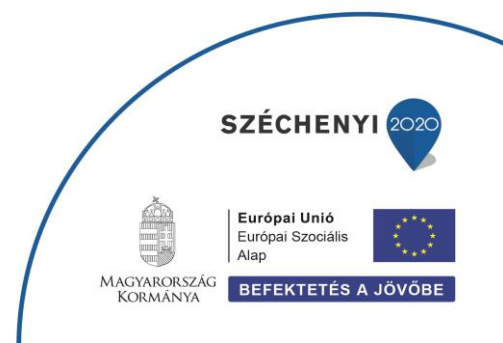 SZÉCHENYI 2020
Európai Unió
Európai Szociális
Alap
MAGYARORSZÁG
KORMÁNYA
BEFEKTETÉS A JÖVŐBE